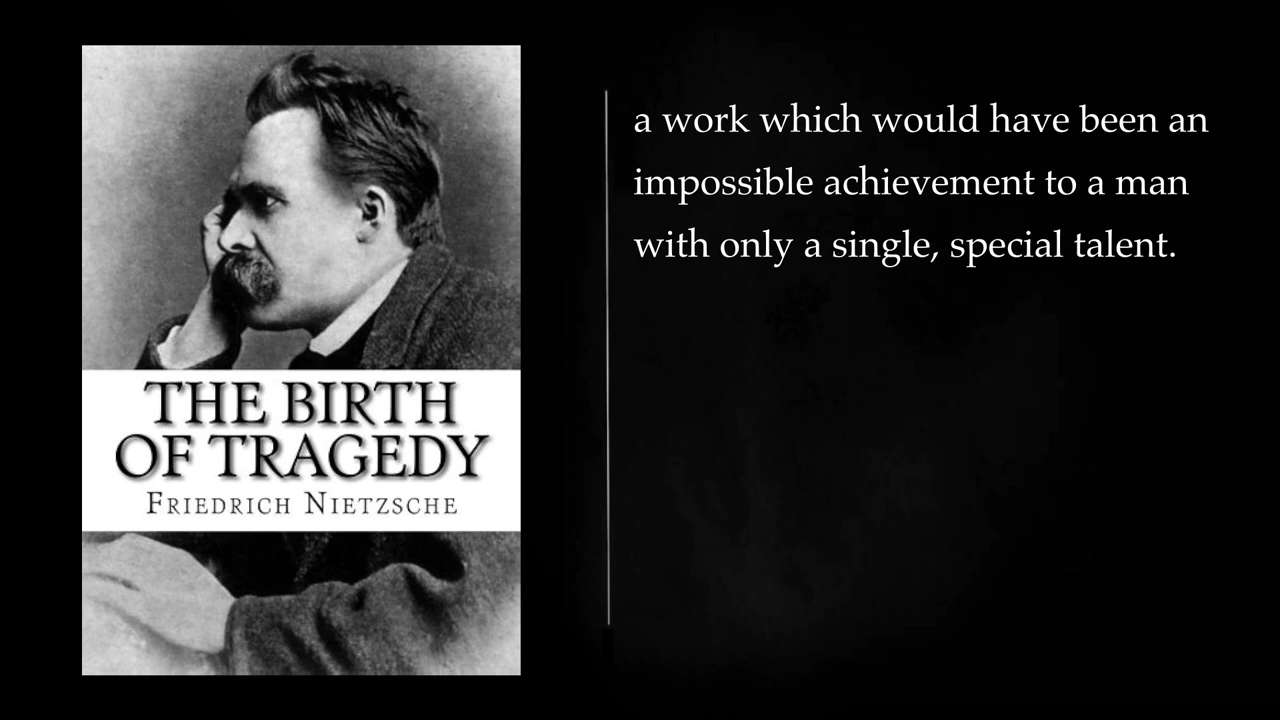 THE BIRTH
OF TRAGEDY
FRIEDRICH NIETZSCHE
a work which would have been an
impossible achievement to a man
with only a single, special talent.